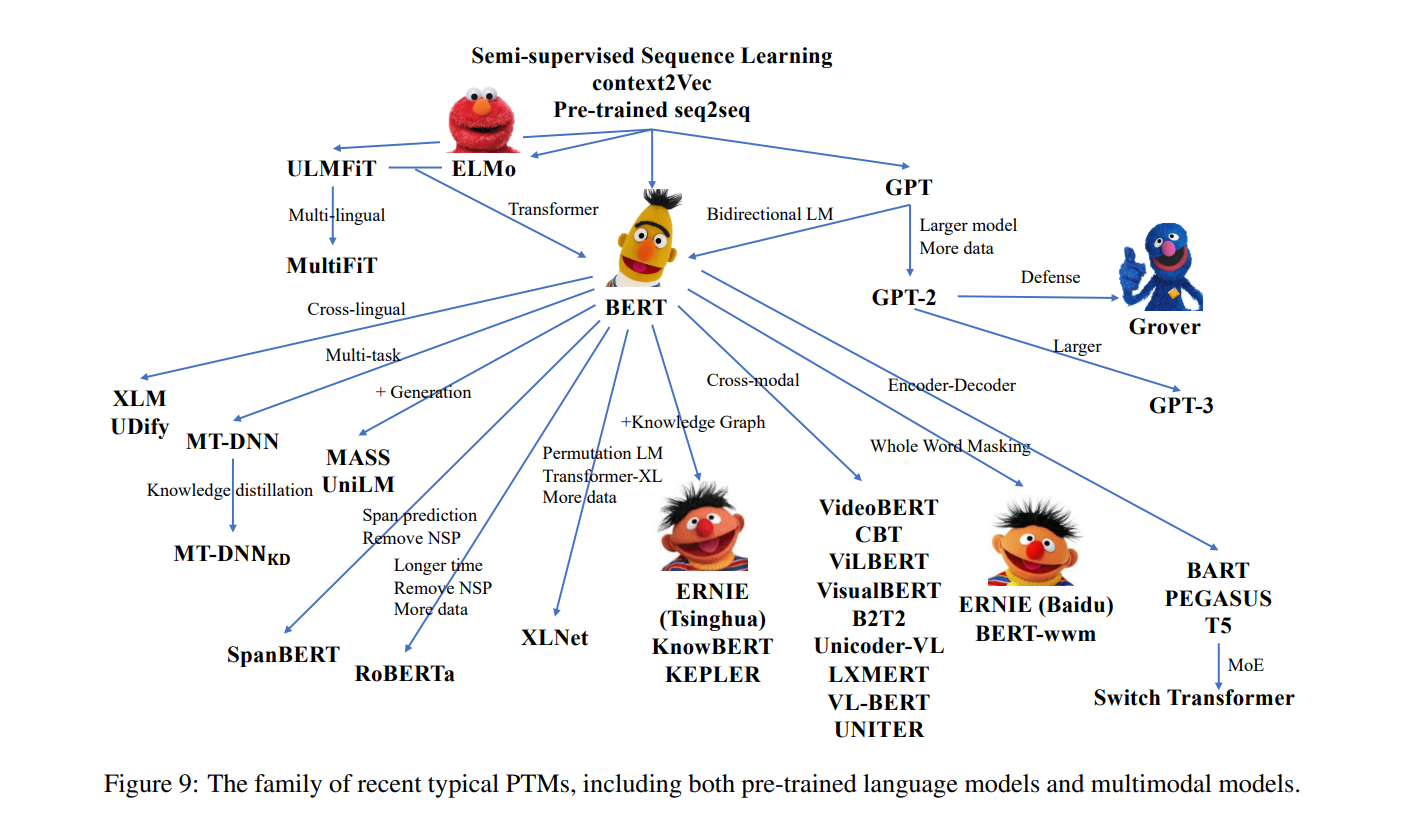 Semi-supervised Sequence Learning
context2Vec
Pre-trained seq2seq
ULMFiT
ELMo
GPT
Multi-lingual
Transformer
Bidirectional LM
Larger model
More data
MultiFiT
Defense
GPT-2
BERT
Grover
Cross-lingual
Larger
Multi-task
Cross-modal
Encoder-Decoder
+ Generation
GPT-3
XLM
UDify
+Knowledge Graph
MT-DNN
Whole Word Masking
Permutation LM
Transformer-XL
More data
MASS
UniLM
Knowledge distillation
Span prediction
Remove NSP
MT-DNNKD
Longer time
Remove NSP
More data
VideoBERT
CBT
ViLBERT
VisualBERT
B2T2
Unicoder-VL
LXMERT
VL-BERT
UNITER
ERNIE
(Tsinghua)
KnowBERT
KEPLER
ERNIE (Baidu)
BERT-wwm
BART
PEGASUS
T5
MoE
Switch Transformer
SpanBERT
RoBERTa
XLNet
Figure 9: The family of recent typical PTMs, including both pre-trained language models and multimodal models.